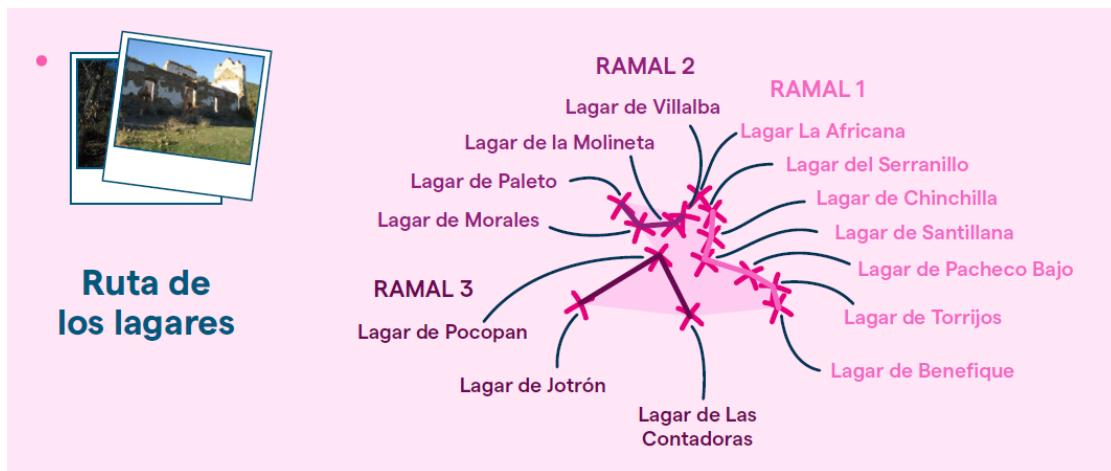 Ruta de
los lagares
RAMAL 2
Lagar de Villalba
Lagar de la Molineta
Lagar de Paleto
Lagar de Morales
RAMAL 1
Lagar La Africana
Lagar del Serranillo
Lagar de Chinchilla
Lagar de Santillana
Lagar de Pacheco Bajo
Lagar de Torrijos
Lagar de Benefique
RAMAL 3
Lagar de Pocopan
Lagar de Jotrón
Lagar de Las
Contadoras